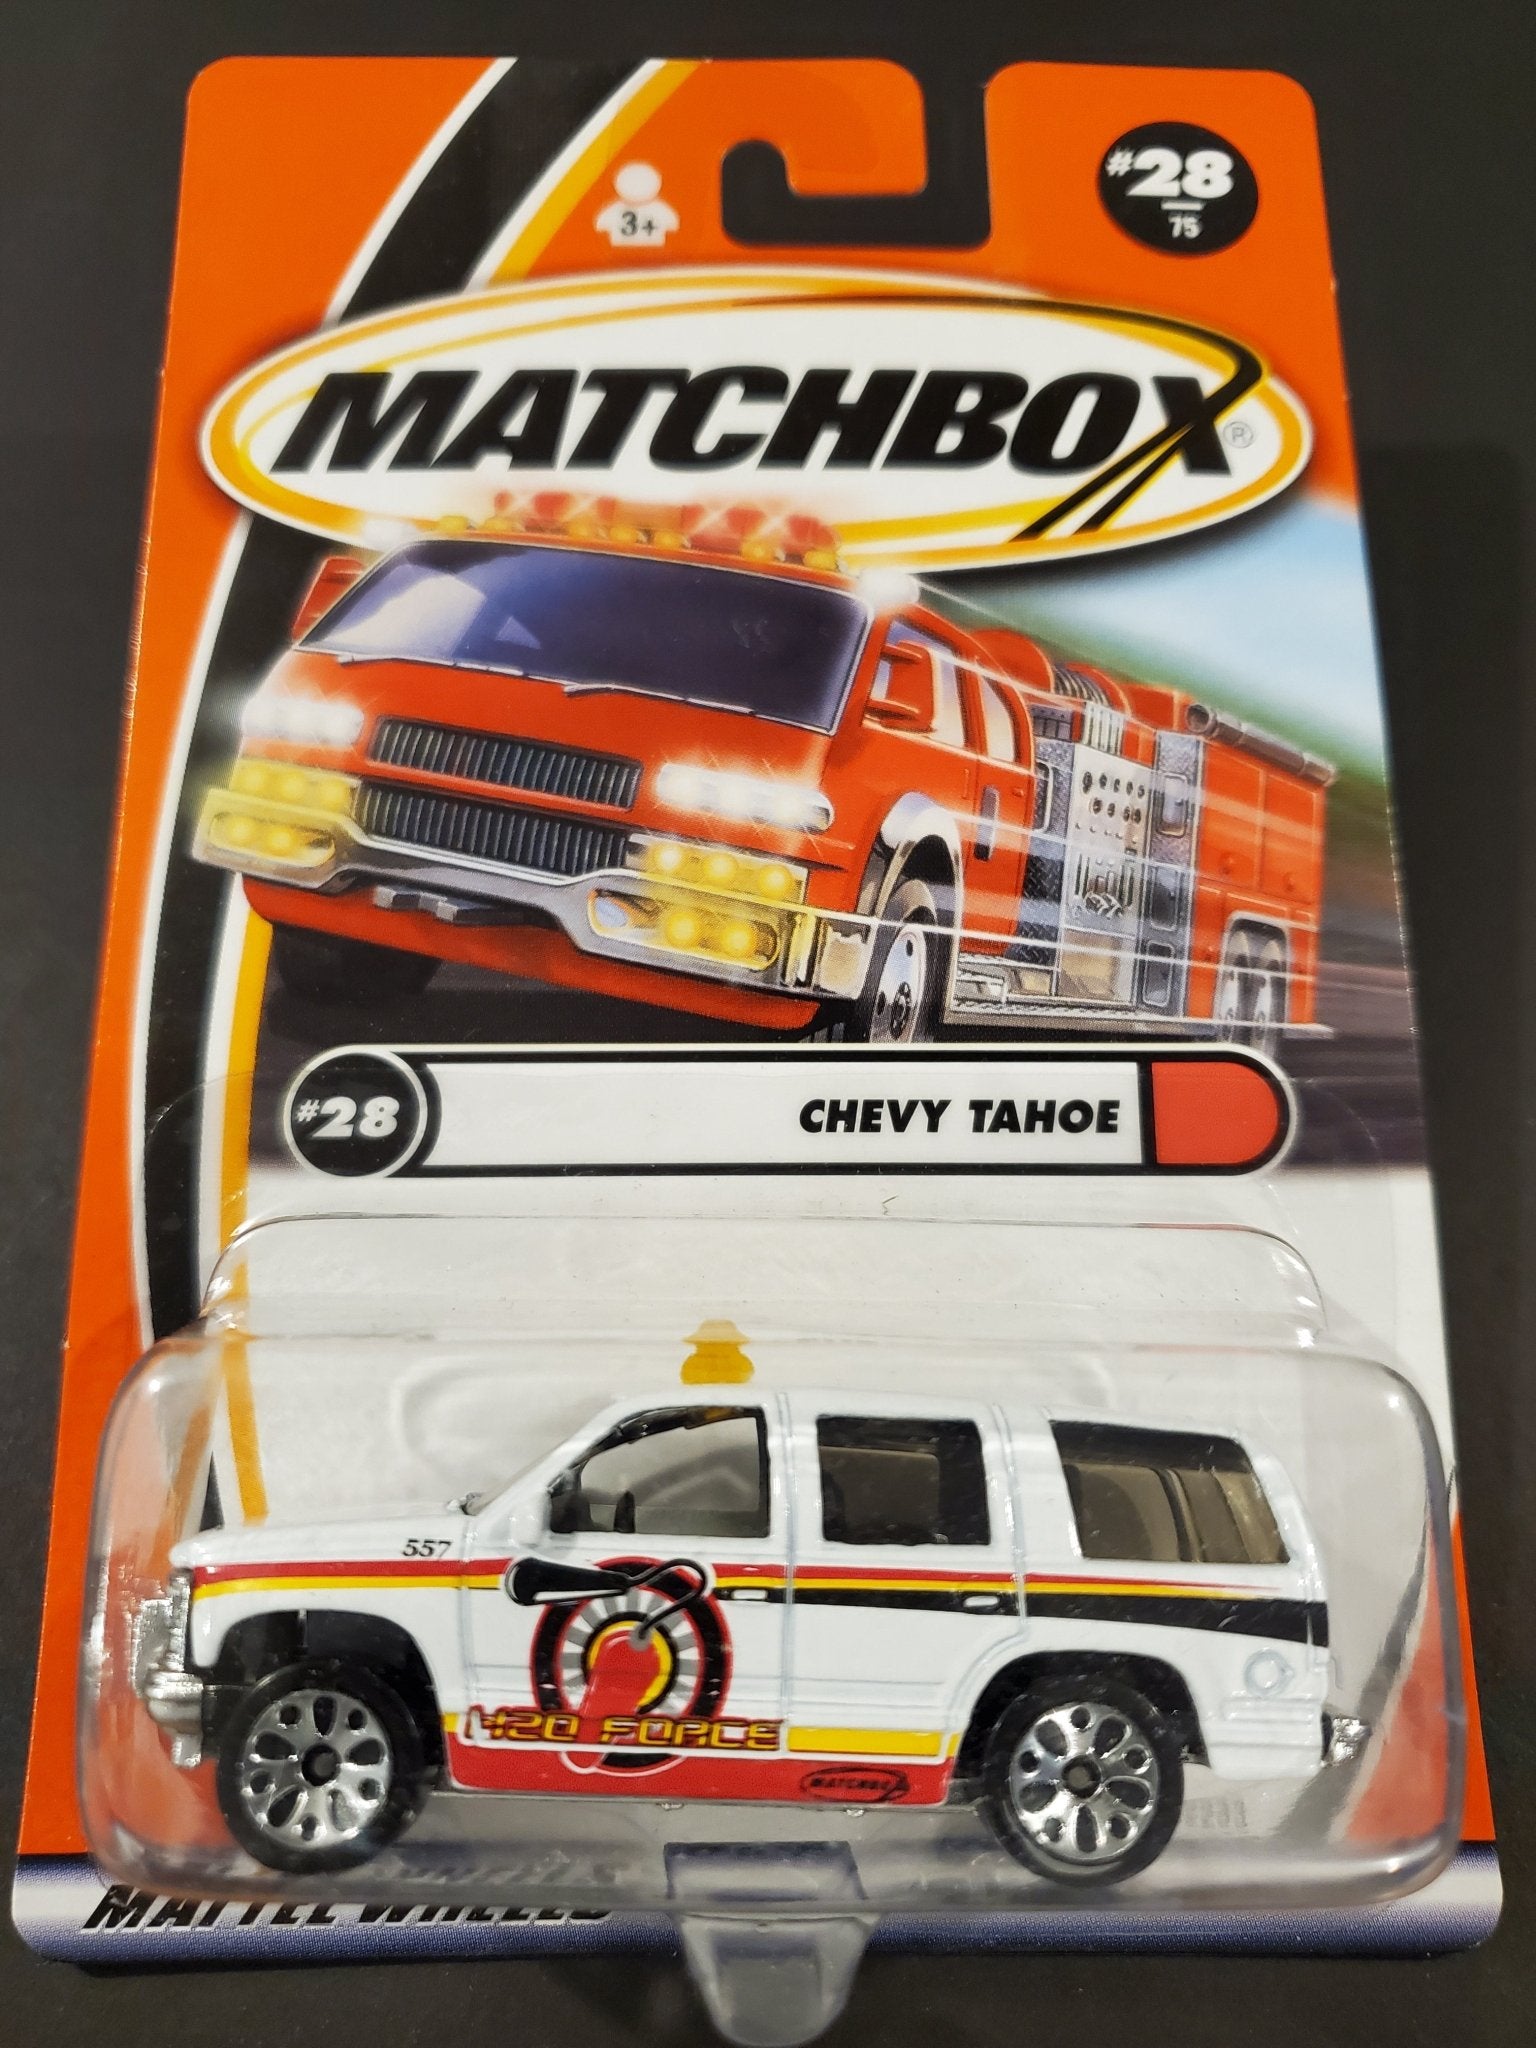 3+
#28
75
MATCHBOX®
#28 CHEVY TAHOE
557
H2O FORCE
MATCHBOX
MATTEL WHEELS